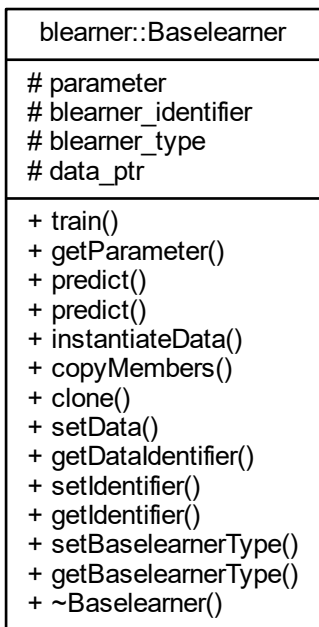 blearner::Baselearner
# parameter
# blearner_identifier
# blearner_type
# data_ptr
+ train()
+ getParameter()
+ predict()
+ predict()
+ instantiateData()
+ copyMembers()
+ clone()
+ setData()
+ getDataIdentifier()
+ setIdentifier()
+ getIdentifier()
+ setBaselearnerType()
+ getBaselearnerType()
+ ~Baselearner()